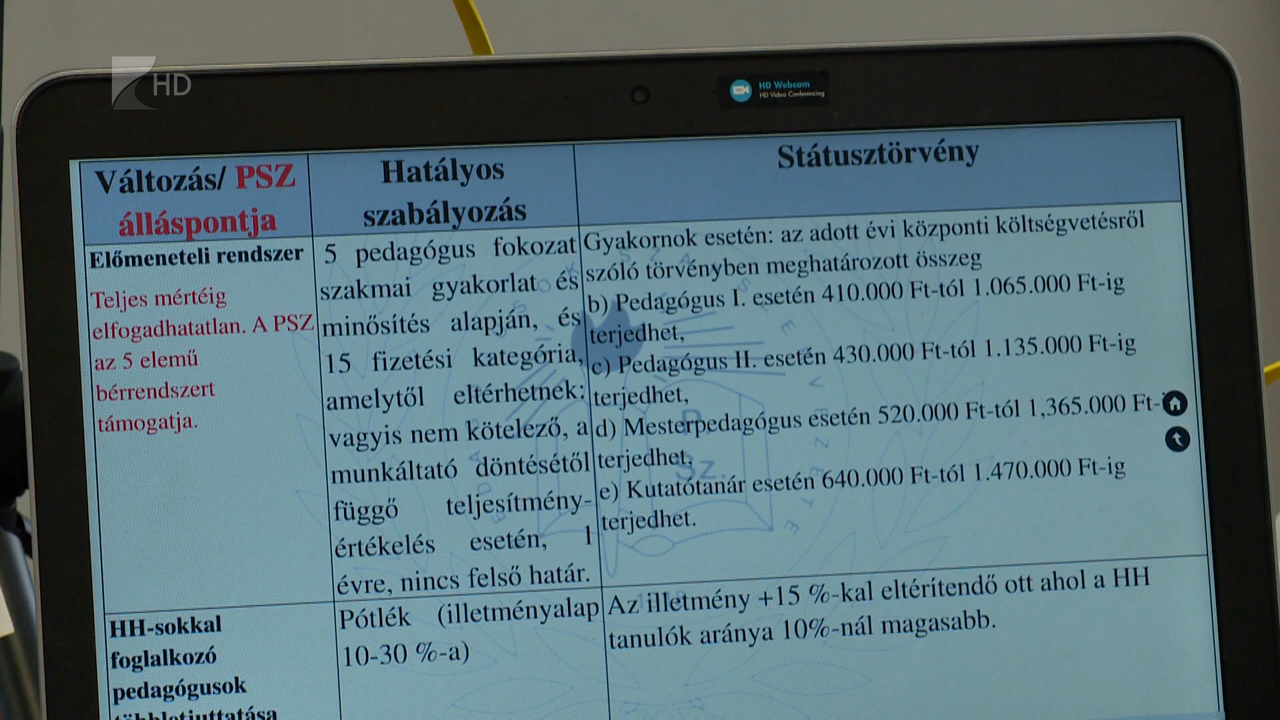 HD
HD Webcam
HD Video Conferencing
Változás/ PSZ
álláspontja
Hatályos
szabályozás
Státusztörvény
Előmeneteli rendszer
Teljes mértéig
elfogadhatatlan. A PSZ
az 5 elemű
bérrendszert
támogatja.
5 pedagógus fokozat
szakmai gyakorlat és
minősítés alapján, és
15 fizetési kategória,
amelytől eltérhetnek:
vagyis nem kötelező, a
munkáltató döntésétől
függő teljesítmény-
értékelés esetén, 1
évre, nincs felső határ.
Gyakornok esetén: az adott évi központi költségvetésről
szóló törvényben meghatározott összeg
b) Pedagógus I. esetén 410.000 Ft-tól 1.065.000 Ft-ig
terjedhet,
c) Pedagógus II. esetén 430.000 Ft-tól 1.135.000 Ft-ig
terjedhet,
d) Mesterpedagógus esetén 520.000 Ft-tól 1,365.000 Ft-
terjedhet,
e) Kutatótanár esetén 640.000 Ft-tól 1.470.000 Ft-ig
terjedhet.
HH-sokkal
foglalkozó
pedagógusok
többletjuttatása
Pótlék (illetményalap
10-30 %-a)
Az illetmény +15 %-kal eltérítendő ott ahol a HH
tanulók aránya 10%-nál magasabb.